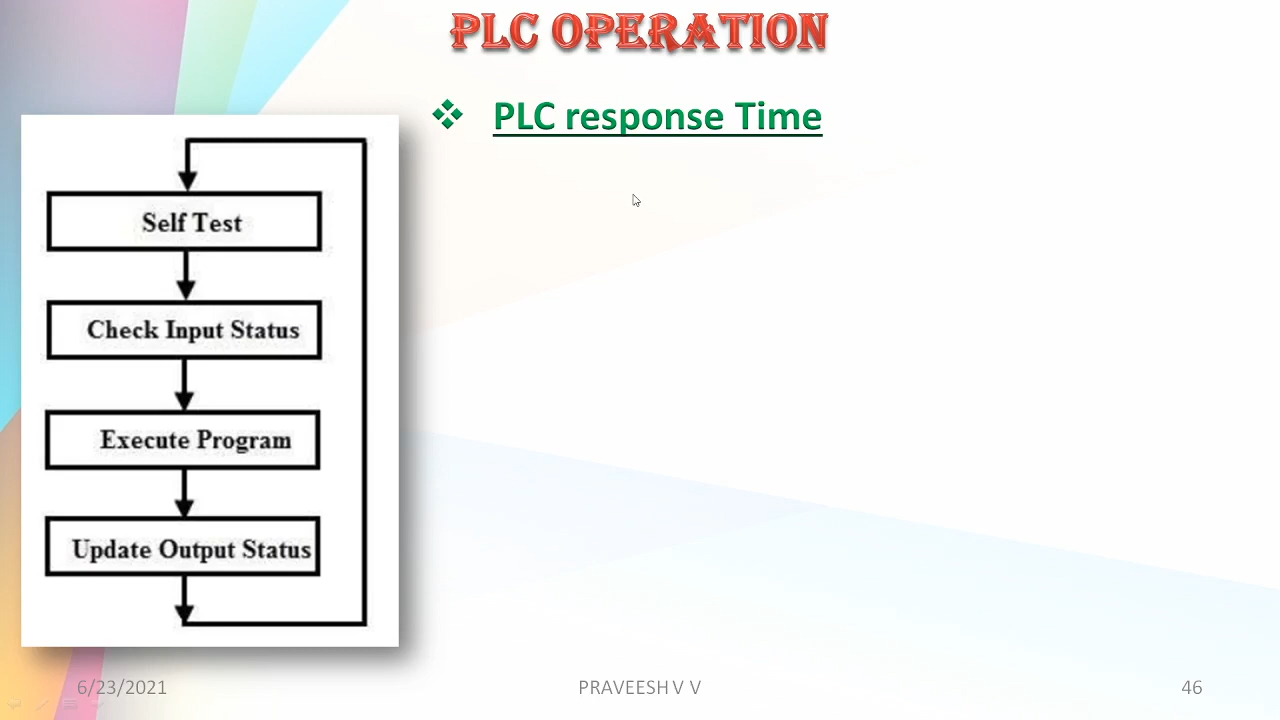 PLC OPERATION
❖ PLC response Time
Self Test
Check Input Status
Execute Program
Update Output Status
6/23/2021
PRAVEESH V V
46